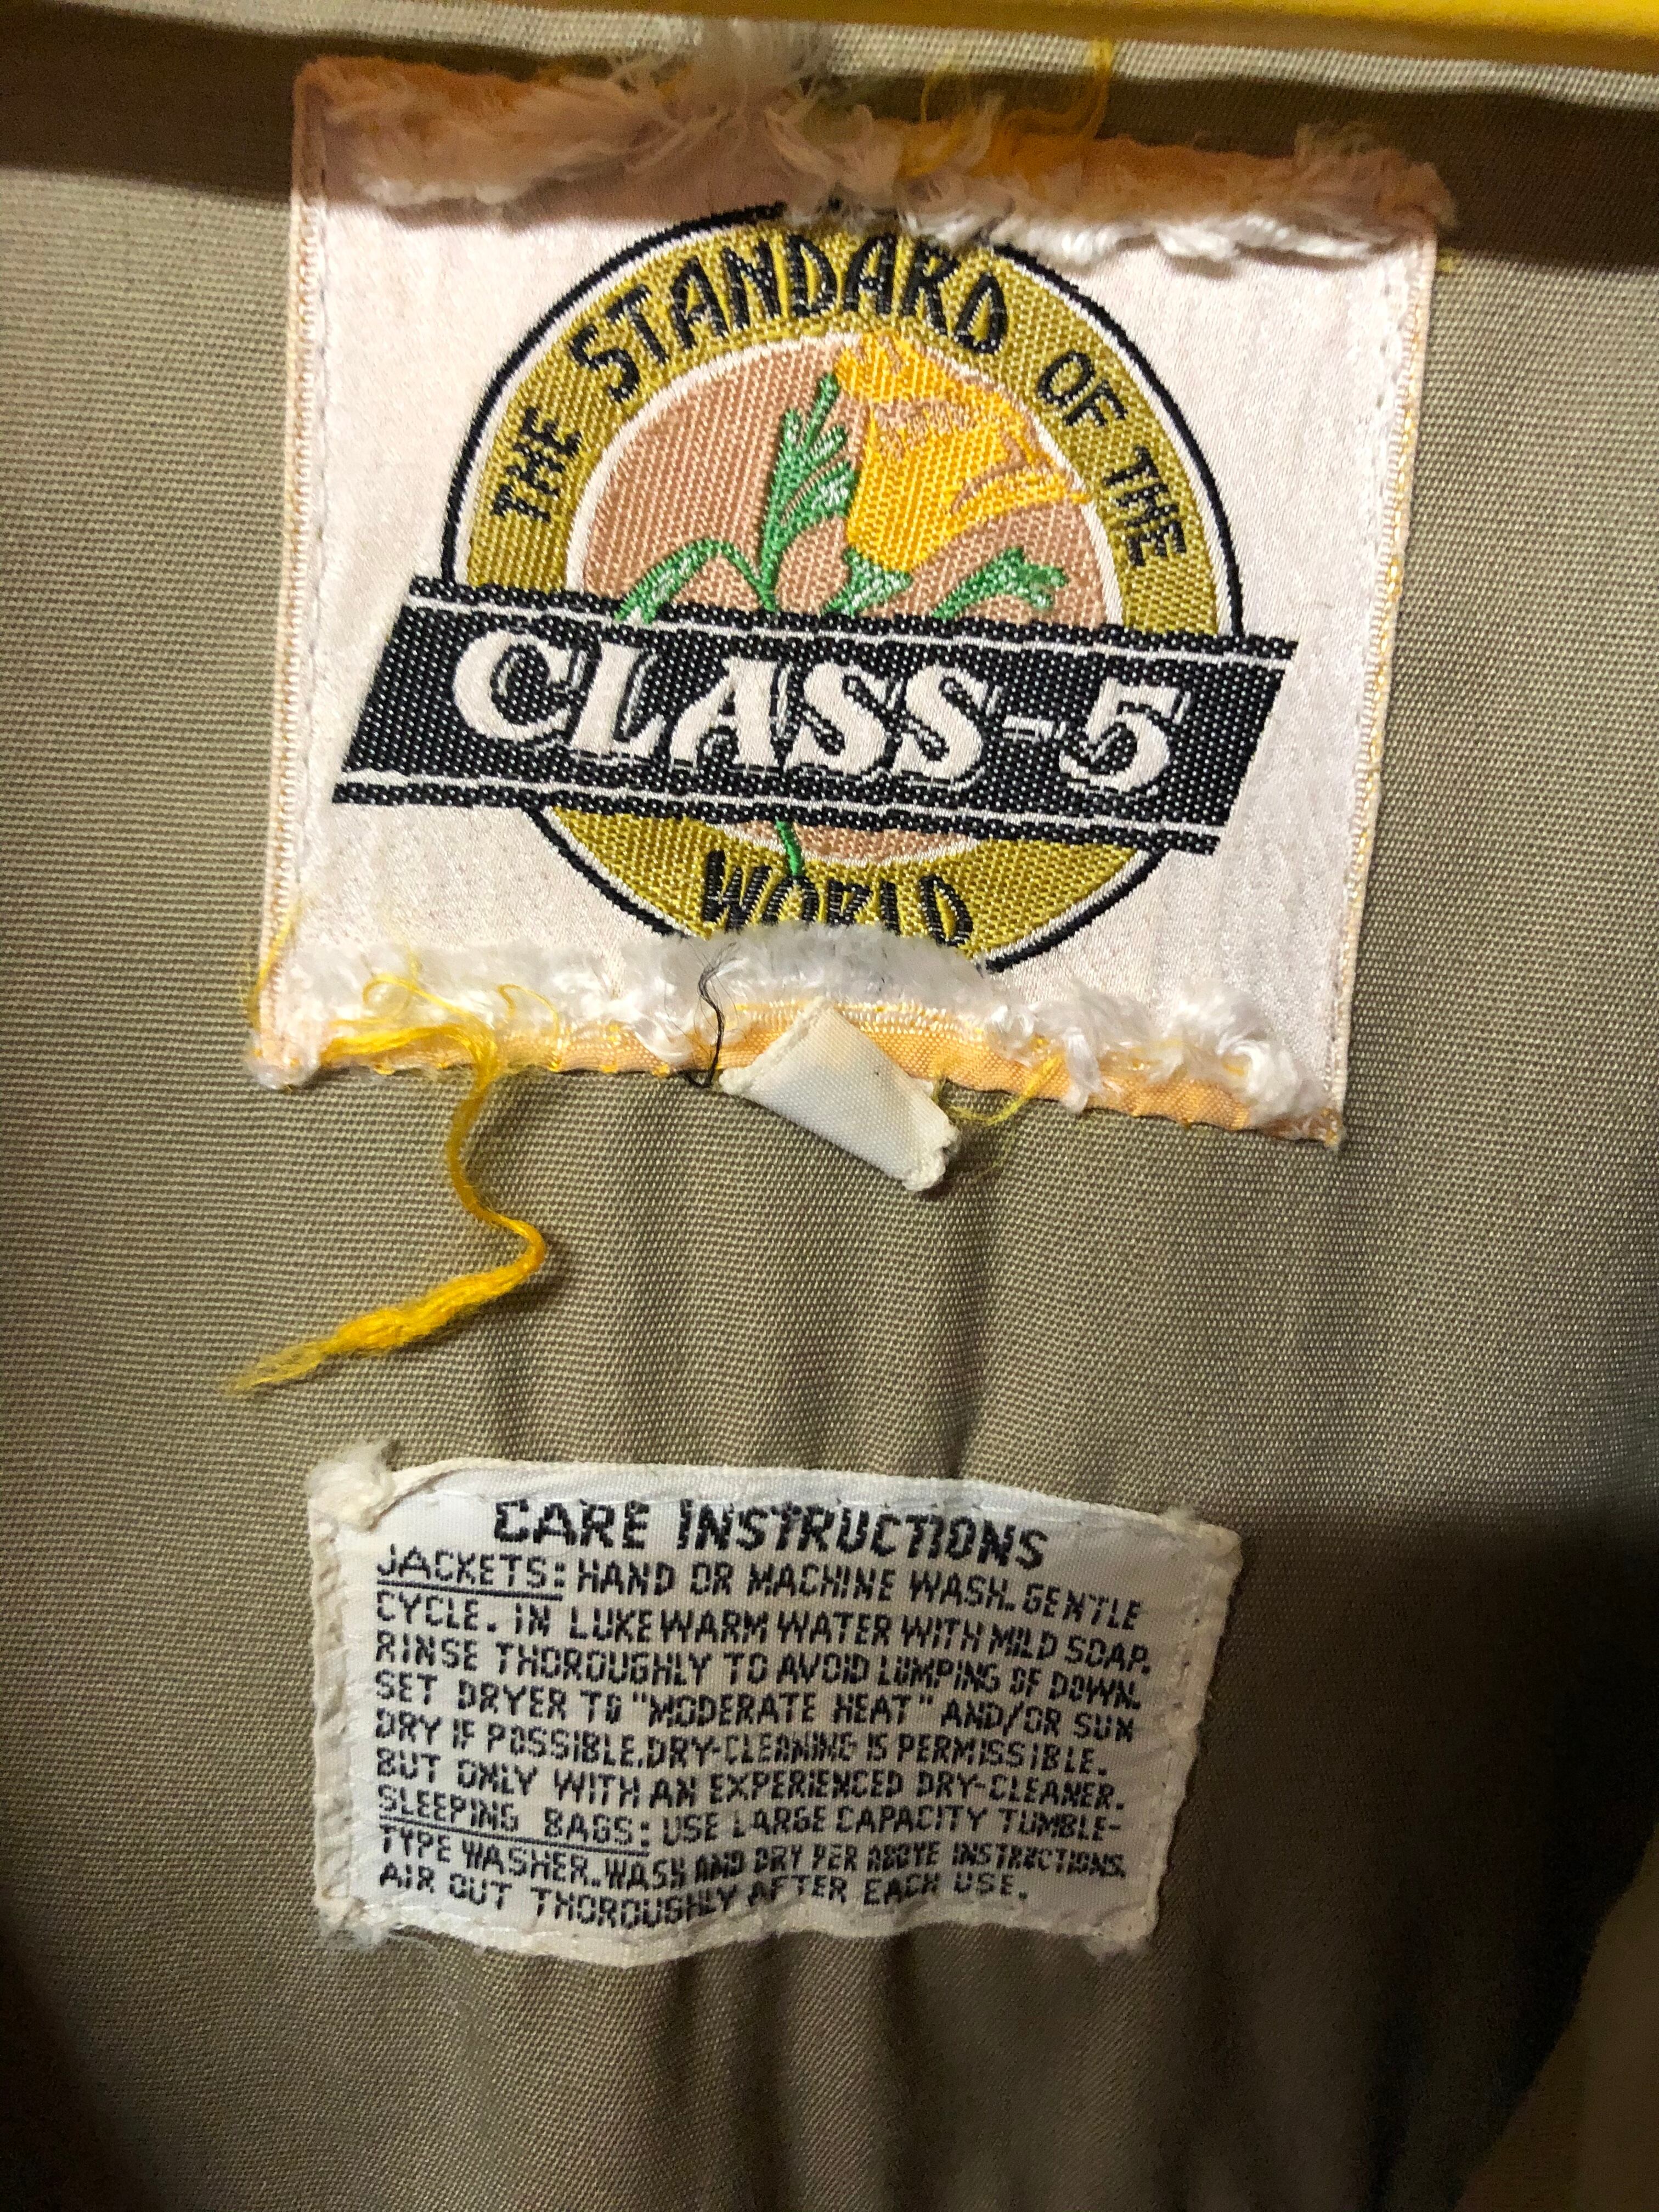 THE STANDARD OF THE
CLASS-5
WORLD
CARE INSTRUCTIONS
JACKETS: HAND OR MACHINE WASH. GENTLE
CYCLE. IN LUKEWARM WATER WITH MILD SOAP.
RINSE THOROUGHLY TO AVOID LUMPING OF DOWN.
SET DRYER TO "MODERATE HEAT" AND/OR SUN
DRY IF POSSIBLE. DRY-CLEANING IS PERMISSIBLE.
BUT ONLY WITH AN EXPERIENCED DRY-CLEANER.
SLEEPING BAGS: USE LARGE CAPACITY TUMBLE-
TYPE WASHER. WASH AND DRY PER ABOVE INSTRUCTIONS.
AIR OUT THOROUGHLY AFTER EACH USE.